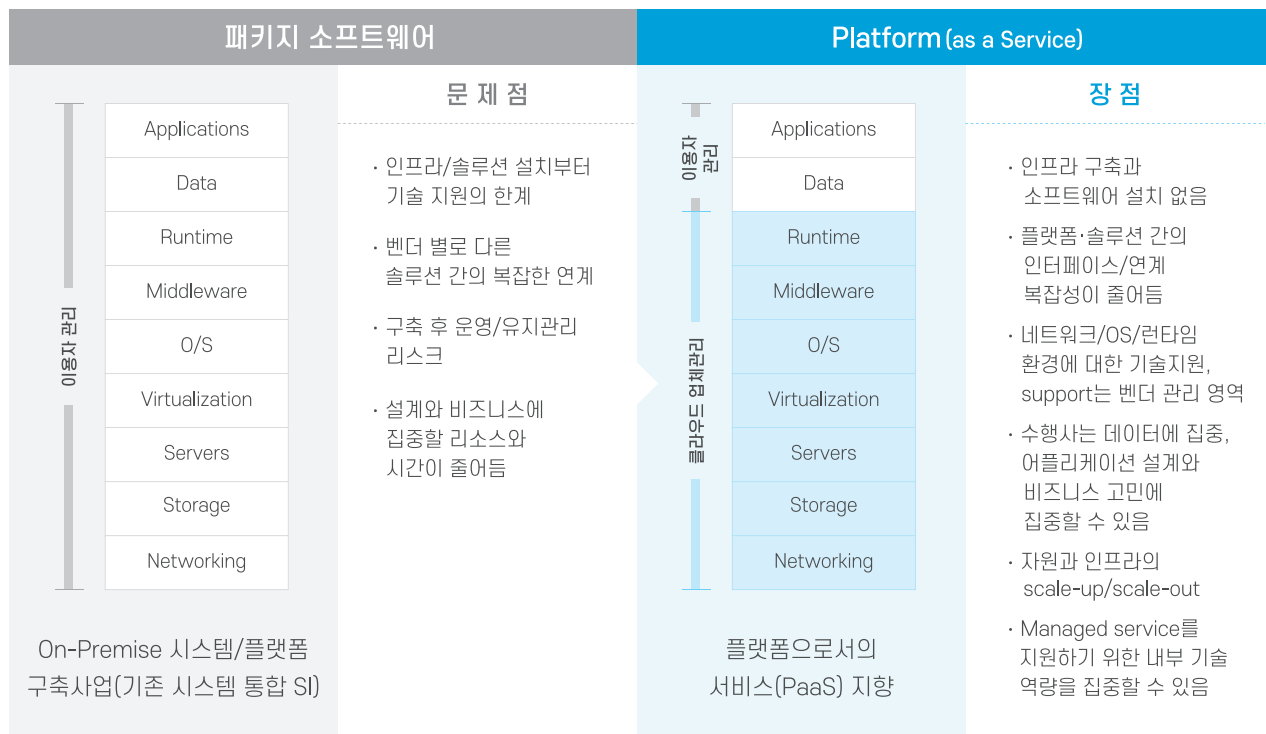 패키지 소프트웨어
이용자 관리
Applications
Data
Runtime
Middleware
O/S
Virtualization
Servers
Storage
Networking
On-Premise 시스템/플랫폼
구축사업(기존 시스템 통합 SI)
문 제 점
· 인프라/솔루션 설치부터
기술 지원의 한계
· 벤더 별로 다른
솔루션 간의 복잡한 연계
· 구축 후 운영/유지관리
리스크
· 설계와 비즈니스에
집중할 리소스와
시간이 줄어듬
Platform (as a Service)
이용자
관리
클라우드 업체관리
Applications
Data
Runtime
Middleware
O/S
Virtualization
Servers
Storage
Networking
플랫폼으로서의
서비스(PaaS) 지향
장 점
· 인프라 구축과
소프트웨어 설치 없음
· 플랫폼·솔루션 간의
인터페이스/연계
복잡성이 줄어듬
· 네트워크/OS/런타임
환경에 대한 기술지원,
support는 벤더 관리 영역
· 수행사는 데이터에 집중,
어플리케이션 설계와
비즈니스 고민에
집중할 수 있음
· 자원과 인프라의
scale-up/scale-out
· Managed service를
지원하기 위한 내부 기술
역량을 집중할 수 있음